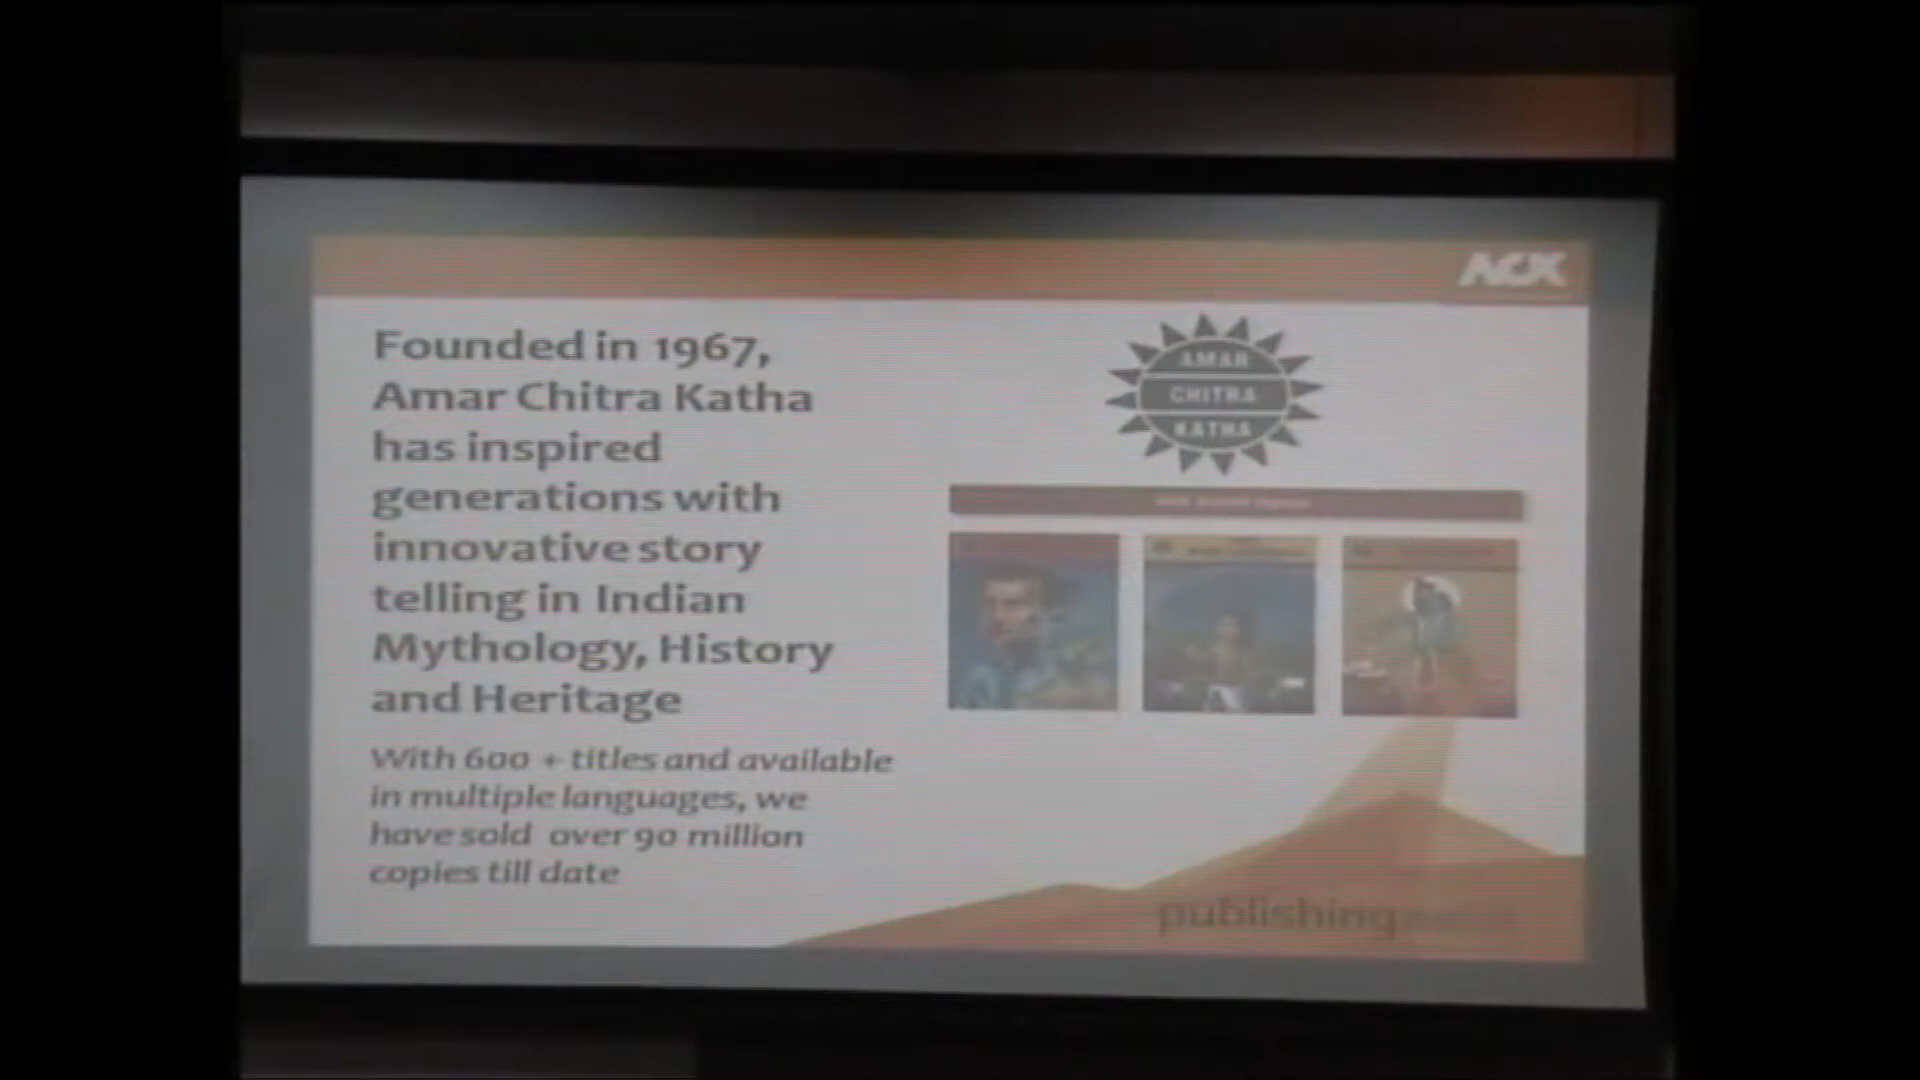 ACK
Founded in 1967,
Amar Chitra Katha
has inspired
generations with
innovative story
telling in Indian
Mythology, History
and Heritage
With 600 + titles and available
in multiple languages, we
have sold over 90 million
copies till date
AMAR
CHITRA
KATHA
publishing